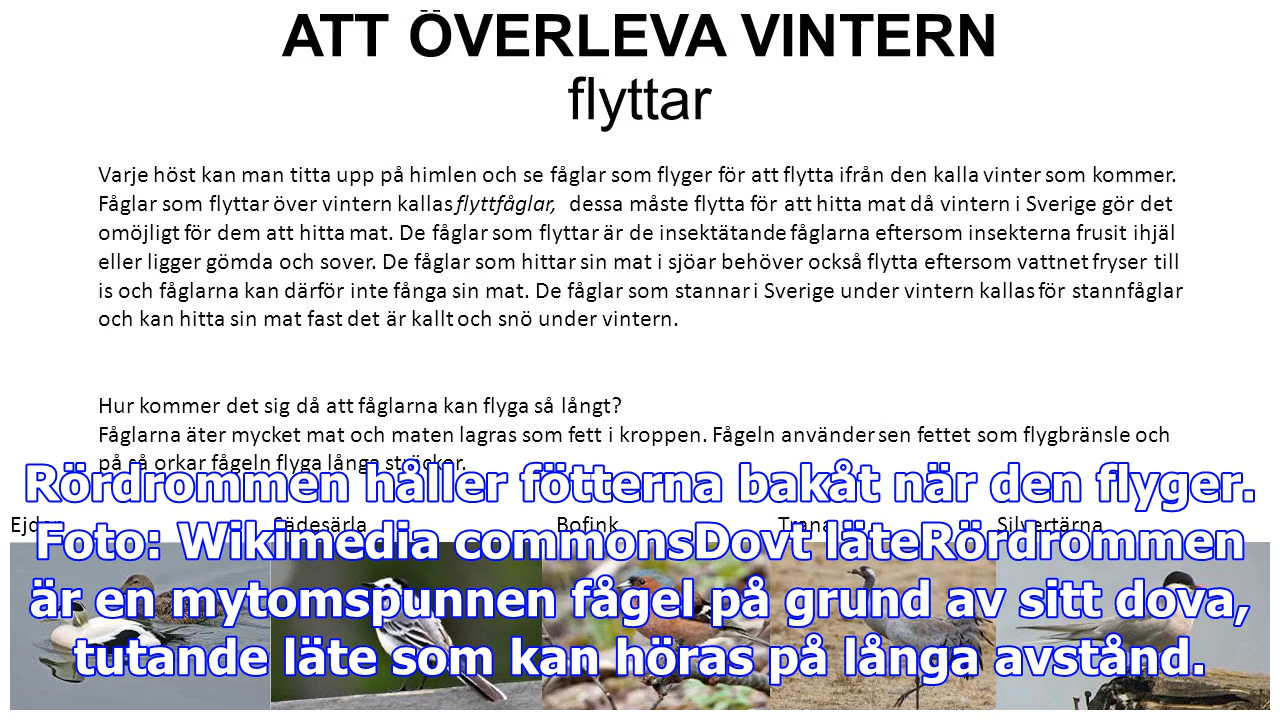 ATT ÖVERLEVA VINTERN
flyttar
Varje höst kan man titta upp på himlen och se fåglar som flyger för att flytta ifrån den kalla vinter som kommer.
Fåglar som flyttar över vintern kallas flyttfåglar, dessa måste flytta för att hitta mat då vintern i Sverige gör det
omöjligt för dem att hitta mat. De fåglar som flyttar är de insektätande fåglarna eftersom insekterna frusit ihjäl
eller ligger gömda och sover. De fåglar som hittar sin mat i sjöar behöver också flytta eftersom vattnet fryser till
is och fåglarna kan därför inte fånga sin mat. De fåglar som stannar i Sverige under vintern kallas för stannfåglar
och kan hitta sin mat fast det är kallt och snö under vintern.
Hur kommer det sig då att fåglarna kan flyga så långt?
Fåglarna äter mycket mat och maten lagras som fett i kroppen. Fågeln använder sen fettet som flygbränsle och
på så orkar fågeln flyga långa sträckor.
Rördrommen håller fötterna bakåt när den flyger.
Ejder Sädesärla Bofink Trana Silvertärna
Foto: Wikimedia commonsDovt läteRördrommen
är en mytomspunnen fågel på grund av sitt dova,
tutande läte som kan höras på långa avstånd.